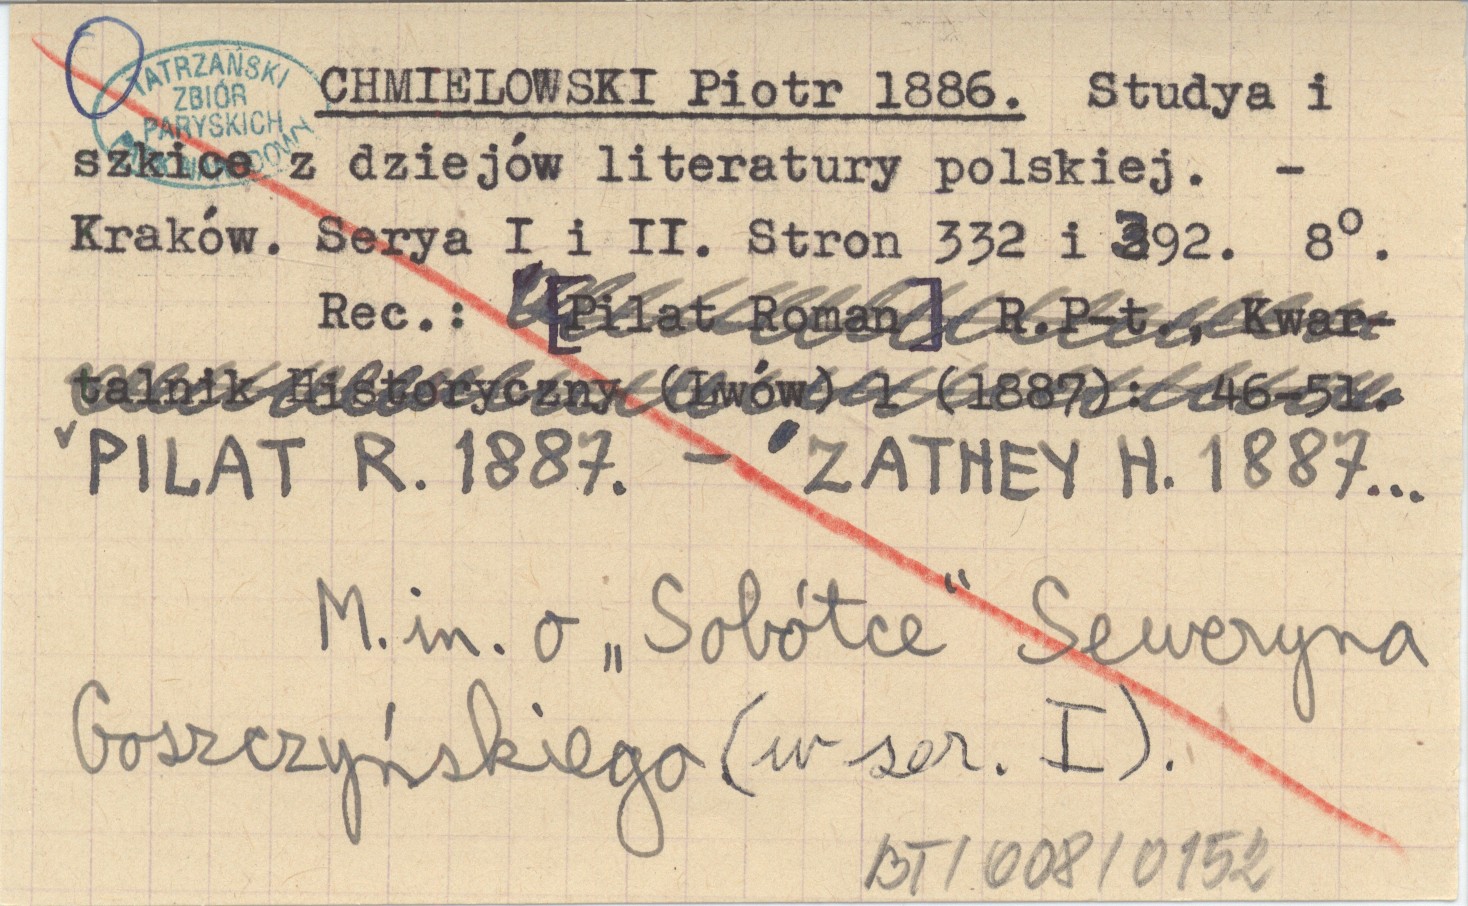 TATRZAŃSKI
ZBIÓR
PARYSKICH
CHMIELOWSKI Piotr 1886. Studya i
szkice z dziejów literatury polskiej. -
Kraków. Serya I i II. Stron 332 i 392. 8º.
Rec.: [Pilat Roman] R.P-t., Kwar-
talnik Historyczny (Lwów) 1 (1887): 46-51.
PILAT R. 1887. - ZATHEY H. 1887...
M. in. o „Sobótce" Seweryna
Goszczyńskiego (w ser. I).
BT/008/0152